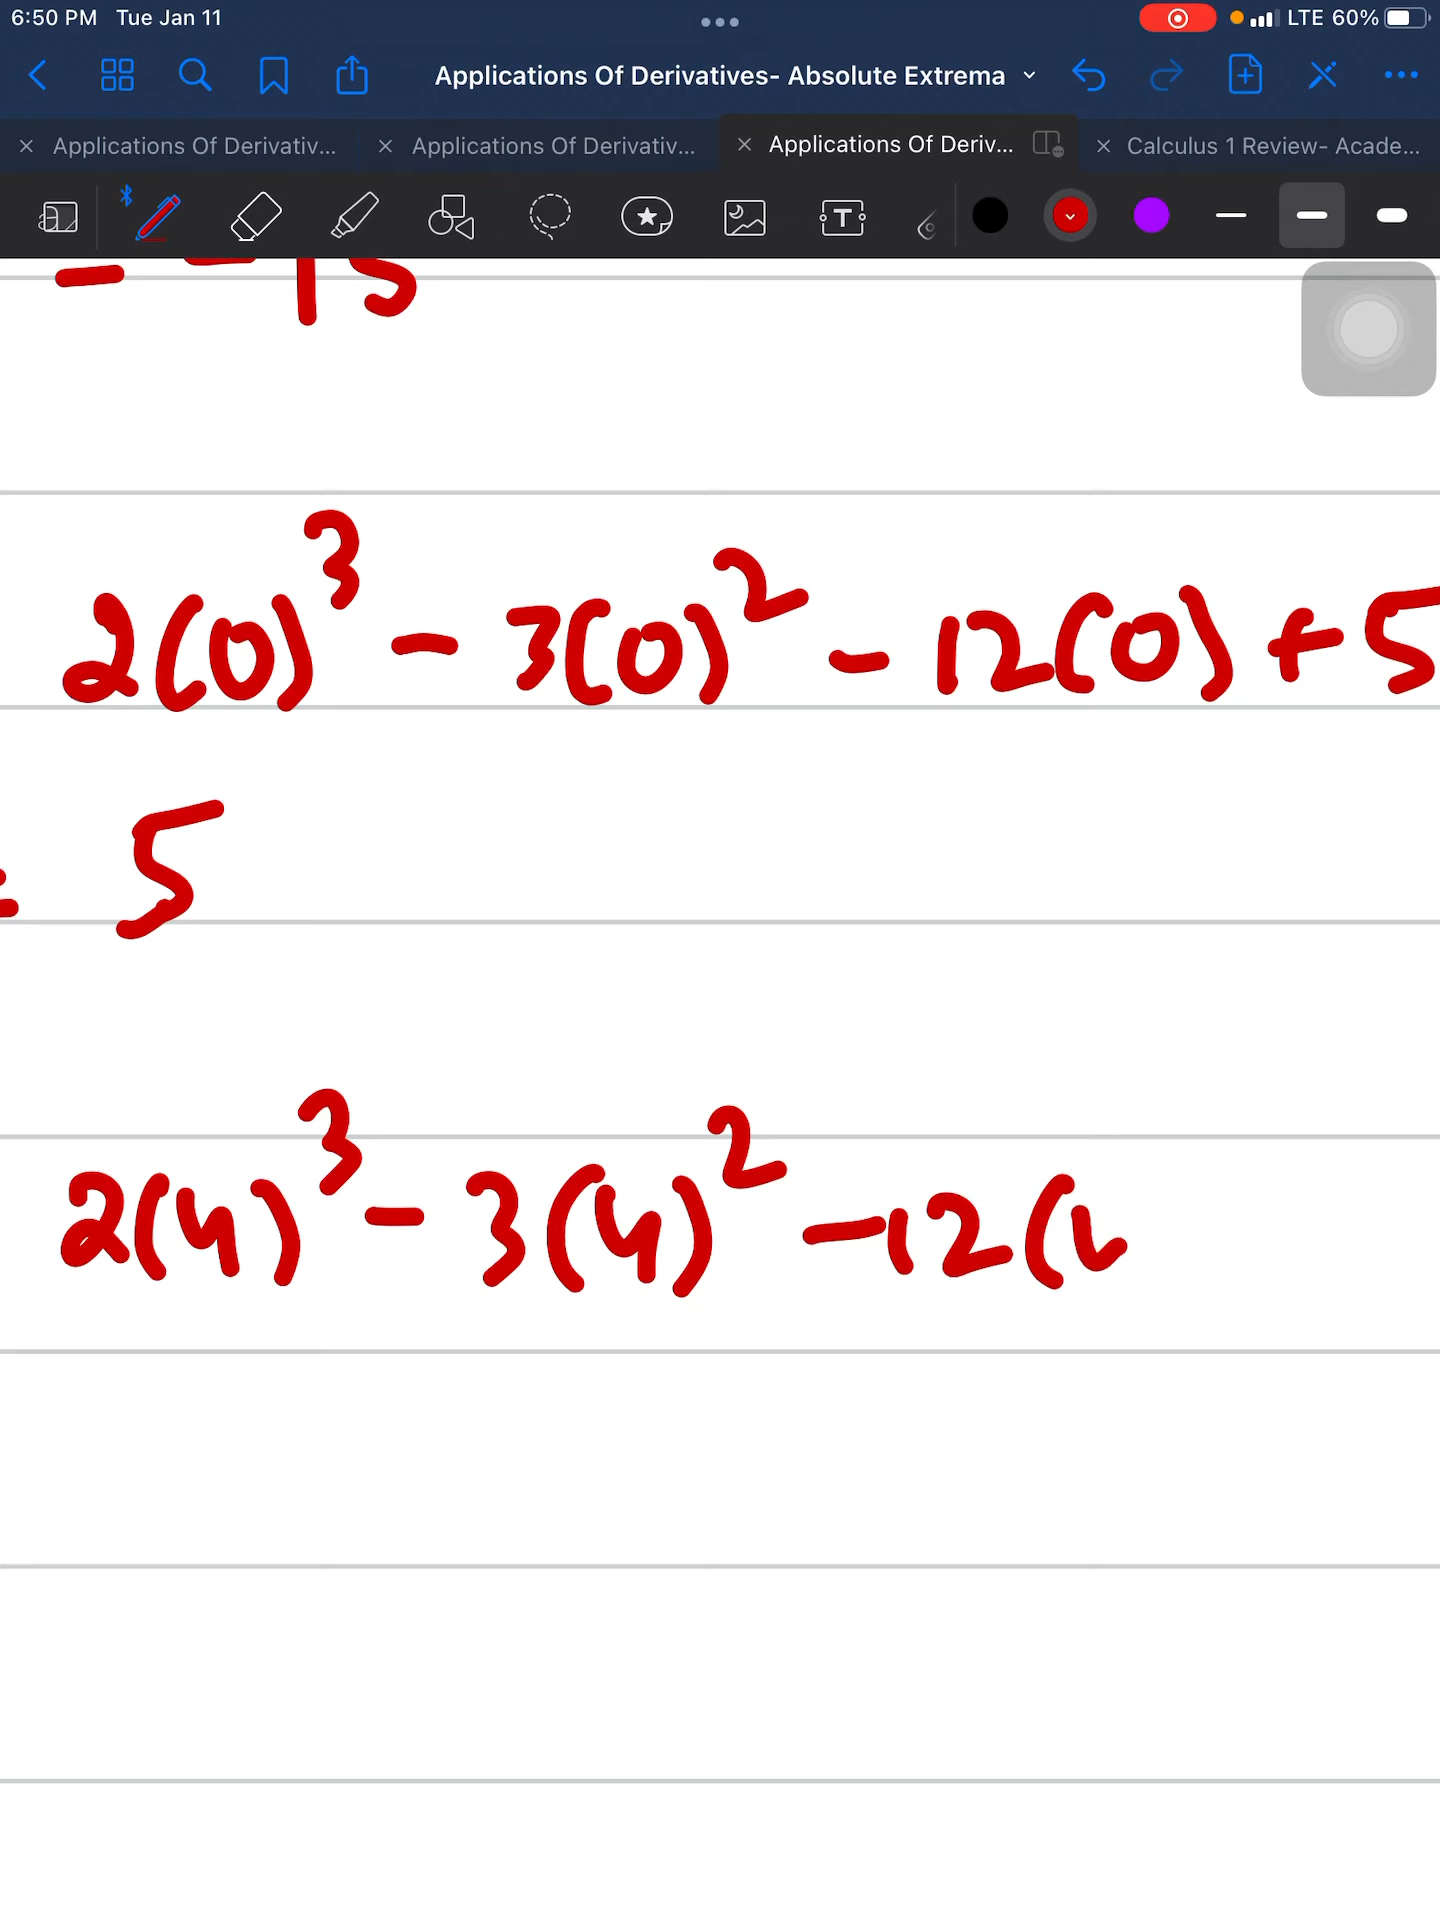 6:50 PM Tue Jan 11 LTE 60%
Applications Of Derivatives- Absolute Extrema
Applications Of Derivativ... Applications Of Derivativ... Applications Of Deriv... Calculus 1 Review- Acade...
= -15
2(0)³ - 3(0)² - 12(0) + 5
= 5
2(4)³ - 3(4)² - 12(